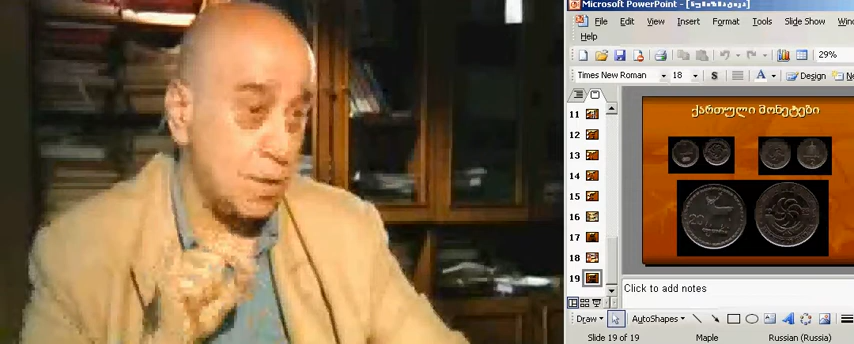 Microsoft PowerPoint - [ნუმიზმატიკა]
File Edit View Insert Format Tools Slide Show
Help
29%
Times New Roman 18 S A Design
11
12
13
14
15
16
17
18
19
ქართული მონეტები
20
Click to add notes
Draw AutoShapes
Slide 19 of 19 Maple Russian (Russia)